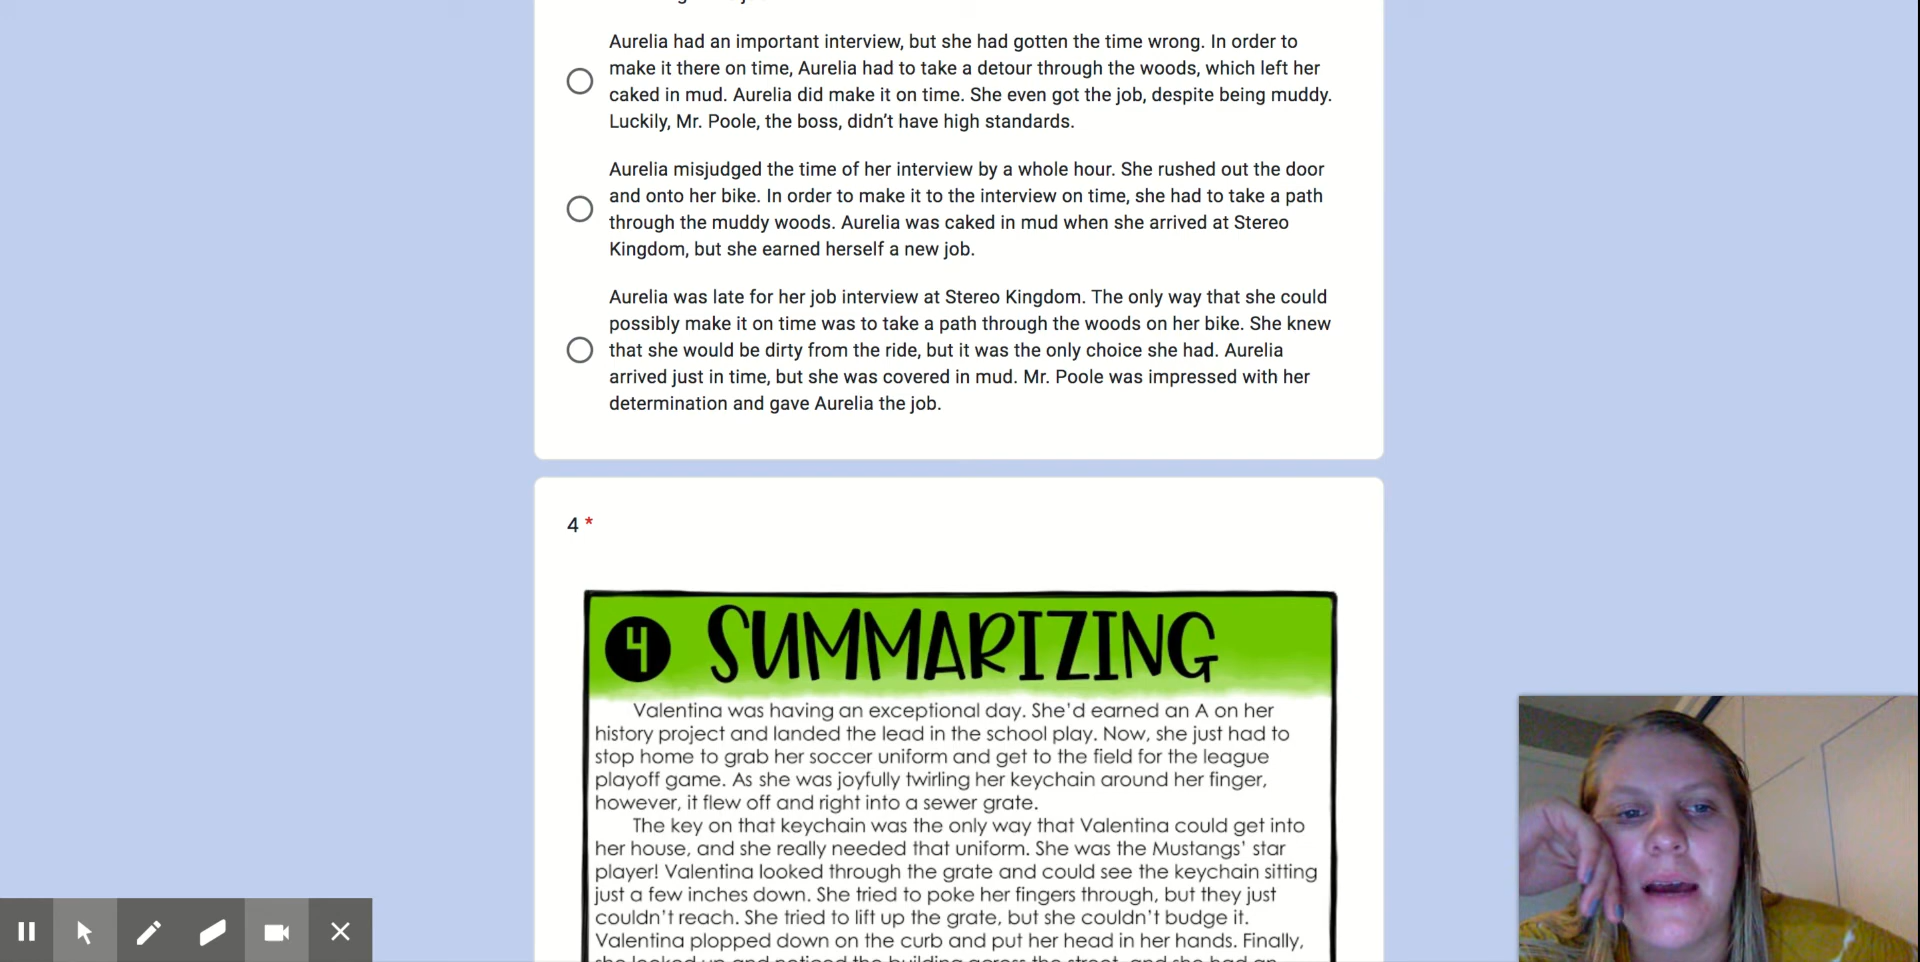 Aurelia had an important interview, but she had gotten the time wrong. In order to
make it there on time, Aurelia had to take a detour through the woods, which left her
caked in mud. Aurelia did make it on time. She even got the job, despite being muddy.
Luckily, Mr. Poole, the boss, didn’t have high standards.
Aurelia misjudged the time of her interview by a whole hour. She rushed out the door
and onto her bike. In order to make it to the interview on time, she had to take a path
through the muddy woods. Aurelia was caked in mud when she arrived at Stereo
Kingdom, but she earned herself a new job.
Aurelia was late for her job interview at Stereo Kingdom. The only way that she could
possibly make it on time was to take a path through the woods on her bike. She knew
that she would be dirty from the ride, but it was the only choice she had. Aurelia
arrived just in time, but she was covered in mud. Mr. Poole was impressed with her
determination and gave Aurelia the job.
4 *
4 SUMMARIZING
Valentina was having an exceptional day. She’d earned an A on her
history project and landed the lead in the school play. Now, she just had to
stop home to grab her soccer uniform and get to the field for the league
playoff game. As she was joyfully twirling her keychain around her finger,
however, it flew off and right into a sewer grate.
The key on that keychain was the only way that Valentina could get into
her house, and she really needed that uniform. She was the Mustangs’ star
player! Valentina looked through the grate and could see the keychain sitting
just a few inches down. She tried to poke her fingers through, but they just
couldn’t reach. She tried to lift up the grate, but she couldn’t budge it.
Valentina plopped down on the curb and put her head in her hands. Finally,
she looked up and noticed the building across the street, and she had an